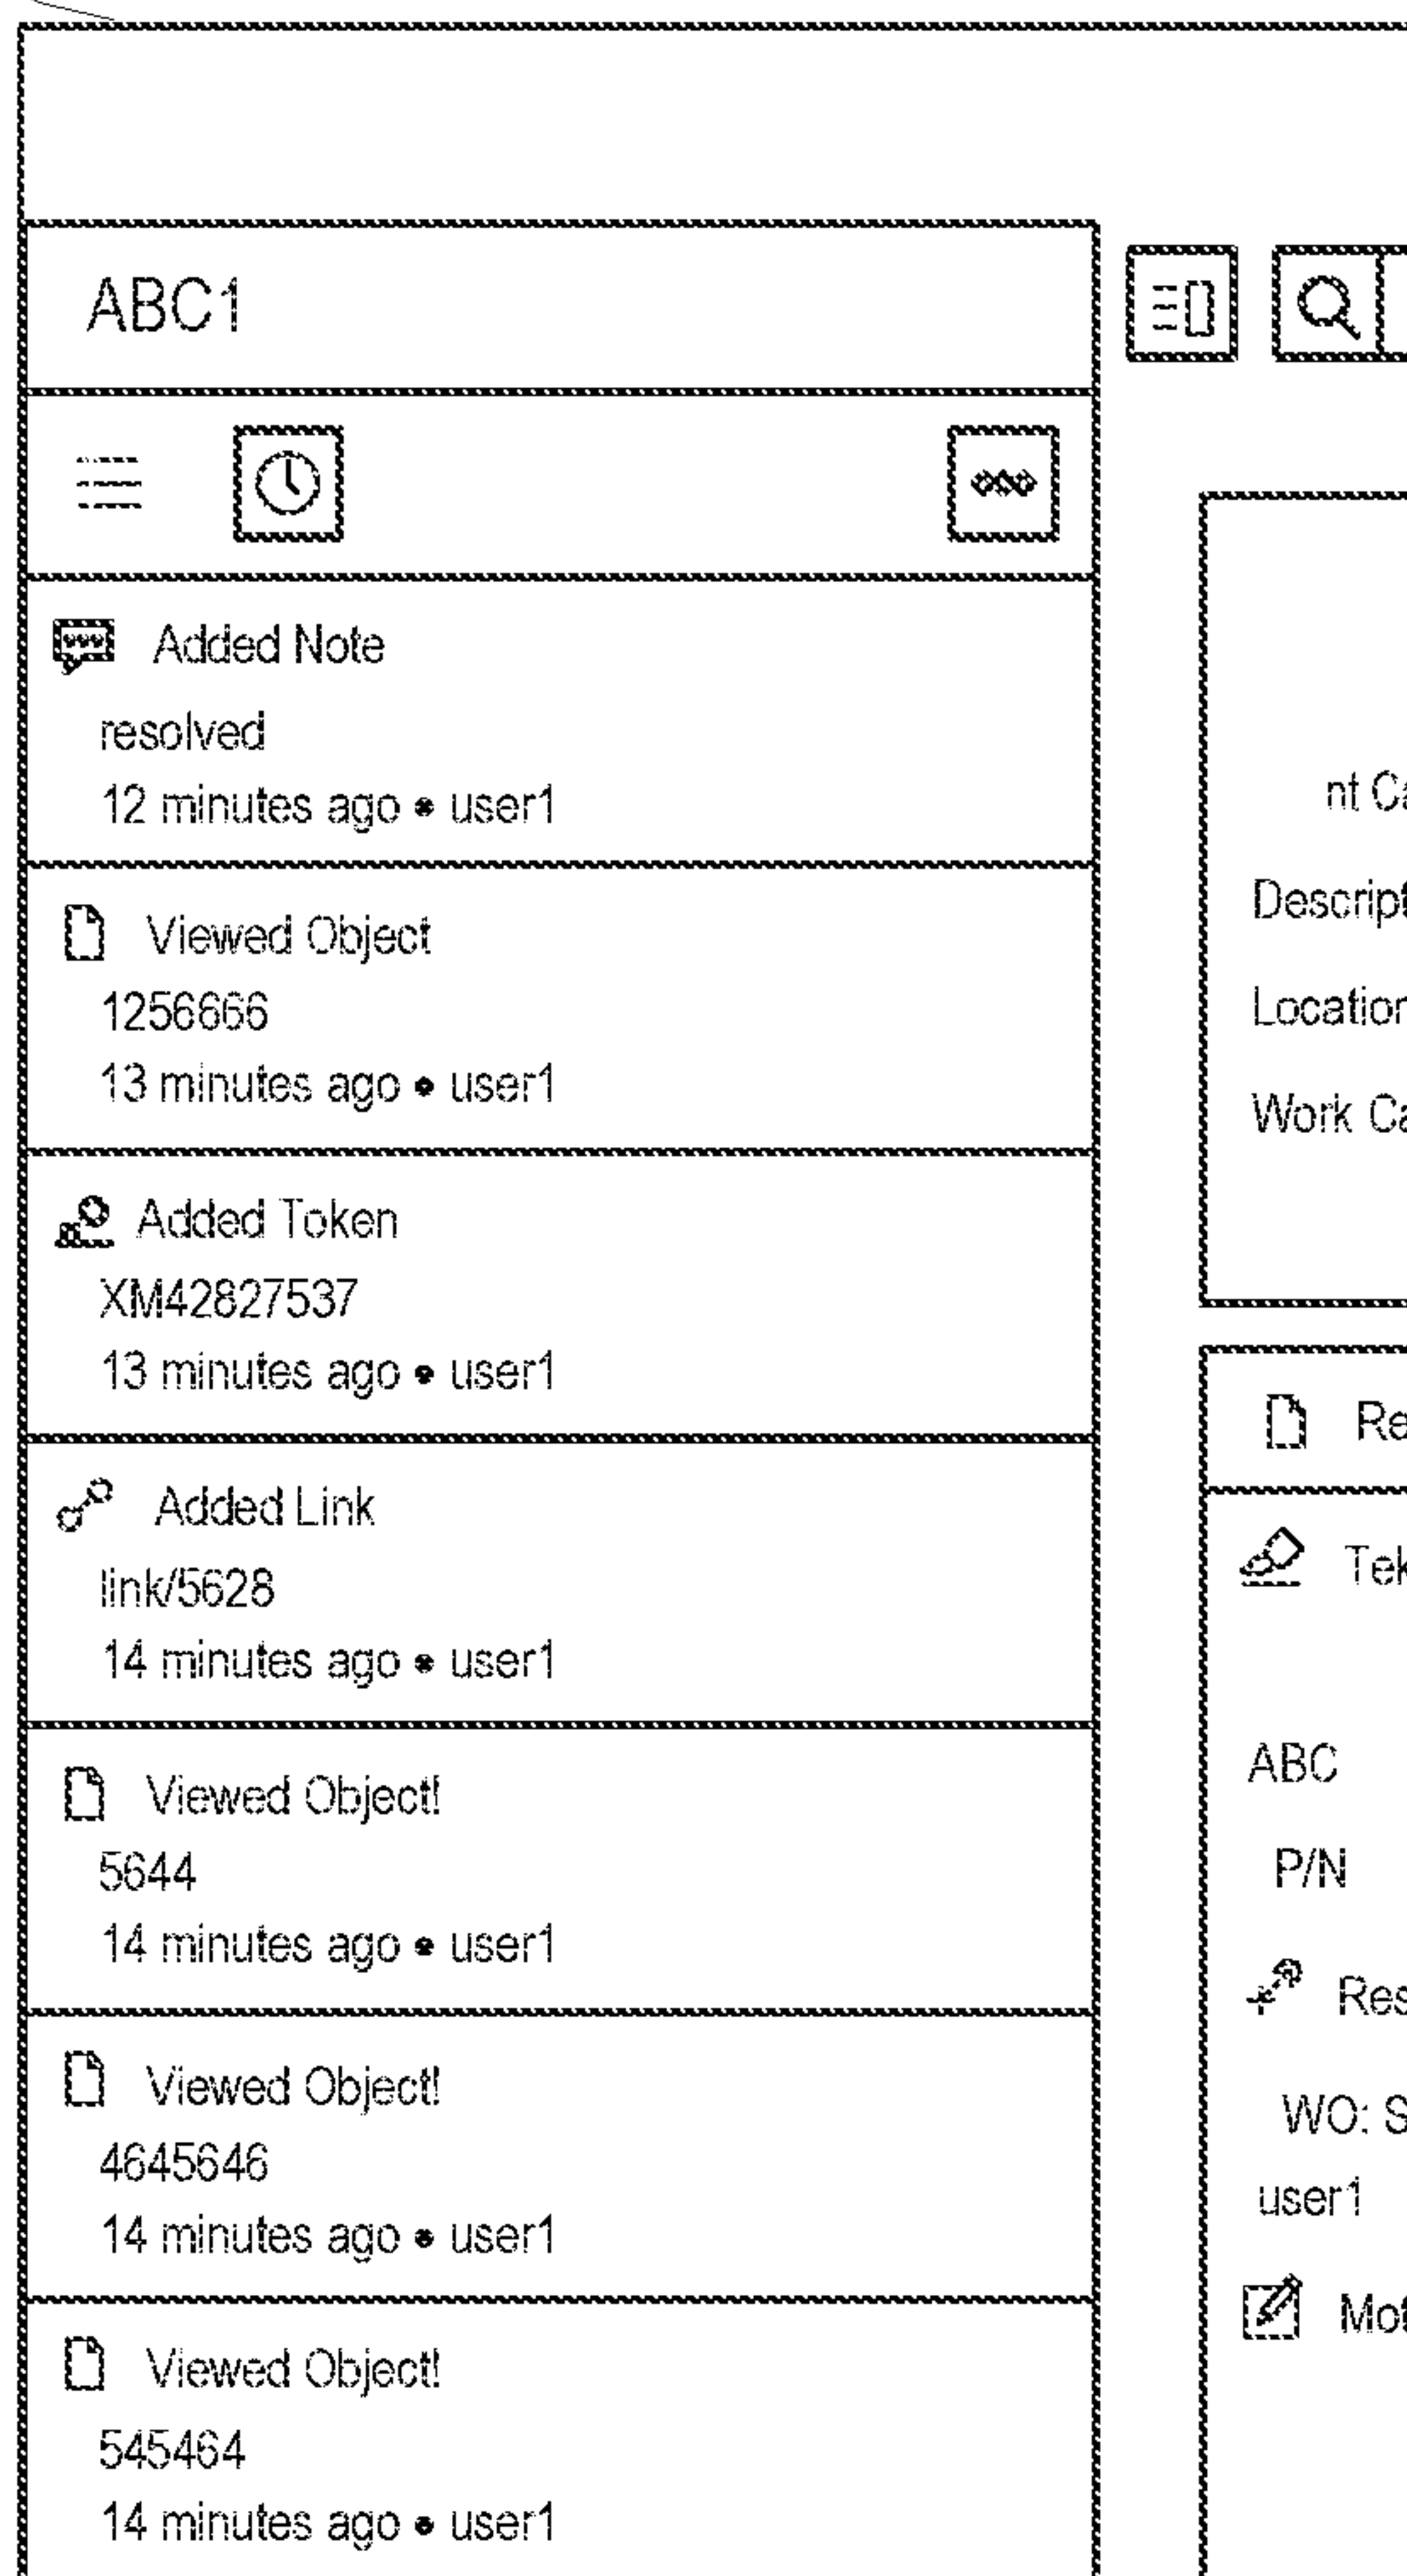 ABC1
Added Note
resolved
12 minutes ago • user1
Viewed Object
1256666
13 minutes ago • user1
Added Token
XM42827537
13 minutes ago • user1
Added Link
link/5628
14 minutes ago • user1
Viewed Object!
5644
14 minutes ago • user1
Viewed Object!
4645646
14 minutes ago • user1
Viewed Object!
545464
14 minutes ago • user1
nt Ca
Descript
Location
Work Ca
Re
Tek
ABC
P/N
Res
WO: S
user1
Mot